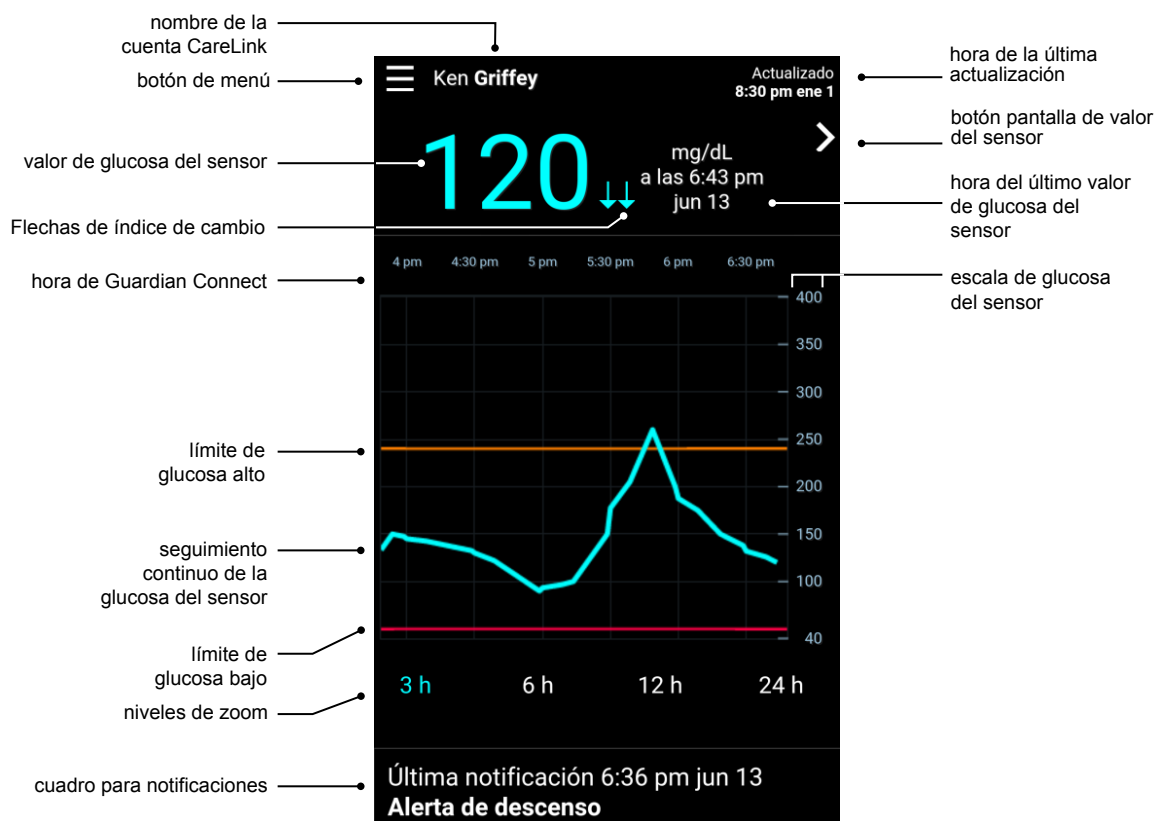 nombre de la
cuenta CareLink
botón de menú
valor de glucosa del sensor
Flechas de índice de cambio
hora de Guardian Connect
límite de
glucosa alto
seguimiento
continuo de la
glucosa del sensor
límite de
glucosa bajo
niveles de zoom
cuadro para notificaciones
Ken Griffey
Actualizado
8:30 pm ene 1
120
mg/dL
a las 6:43 pm
jun 13
4 pm 4:30 pm 5 pm 5:30 pm 6 pm 6:30 pm
400
350
300
250
200
150
100
40
3 h 6 h 12 h 24 h
Última notificación 6:36 pm jun 13
Alerta de descenso
hora de la última
actualización
botón pantalla de valor
del sensor
hora del último valor
de glucosa del
sensor
escala de glucosa
del sensor